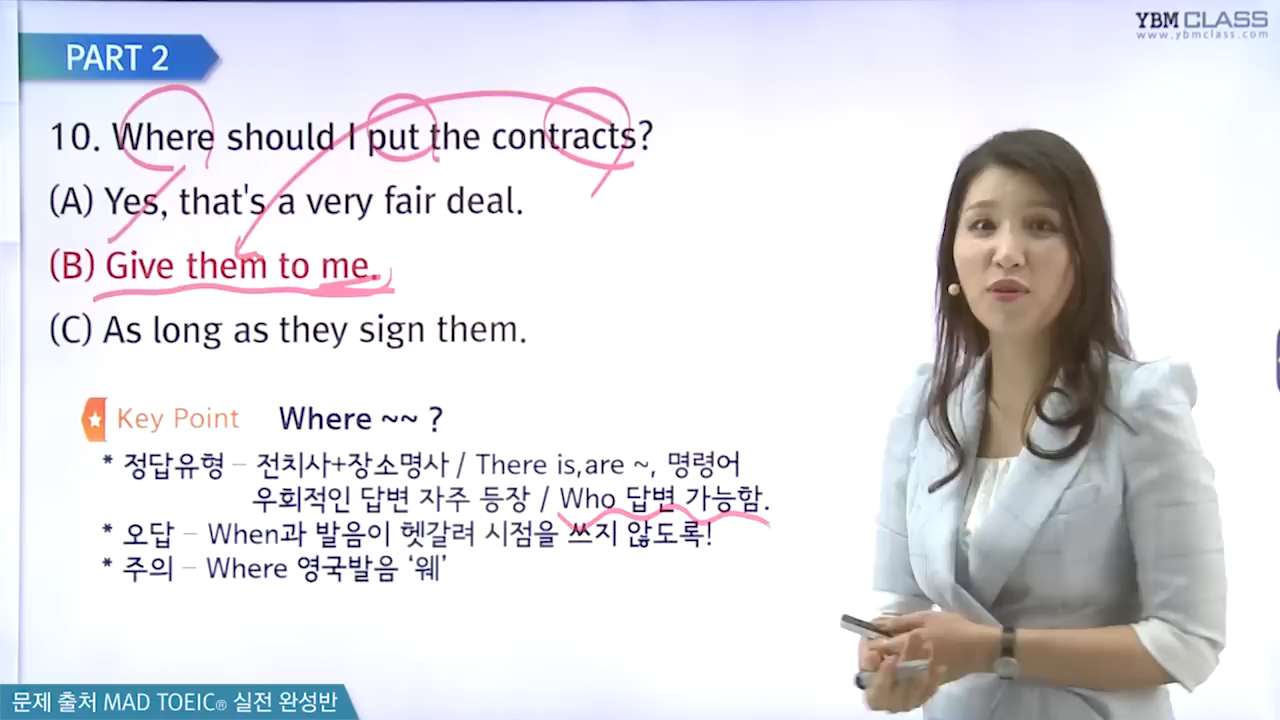 YBM CLASS
www.ybmclass.com
PART 2
10. Where should I put the contracts?
(A) Yes, that's a very fair deal.
(B) Give them to me.
(C) As long as they sign them.
Key Point Where ~~ ?
* 정답유형 – 전치사+장소명사 / There is,are ~, 명령어
우회적인 답변 자주 등장 / Who 답변 가능함.
* 오답 – When과 발음이 헷갈려 시점을 쓰지 않도록!
* 주의 – Where 영국발음 ‘웨’
문제 출처 MAD TOEIC® 실전 완성반